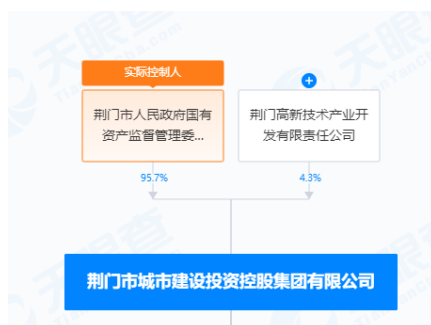 实际控制人
荆门市人民政府国有
资产监督管理委...
荆门高新技术产业开
发有限责任公司
95.7%
4.3%
荆门市城市建设投资控股集团有限公司
天眼查